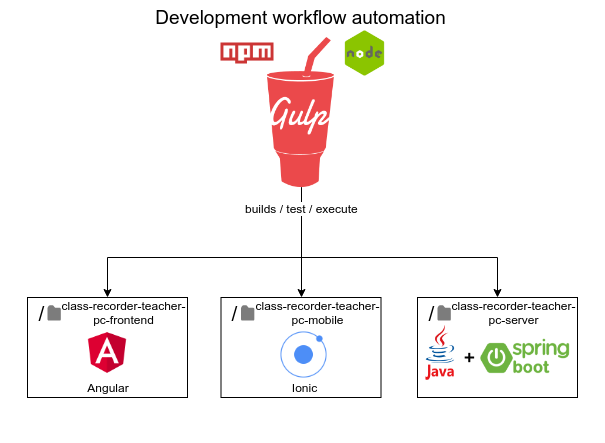 Development workflow automation
npm
node
Gulp
builds / test / execute
/ class-recorder-teacher-
pc-frontend
Angular
/ class-recorder-teacher-
pc-mobile
Ionic
/ class-recorder-teacher-
pc-server
Java + spring
boot